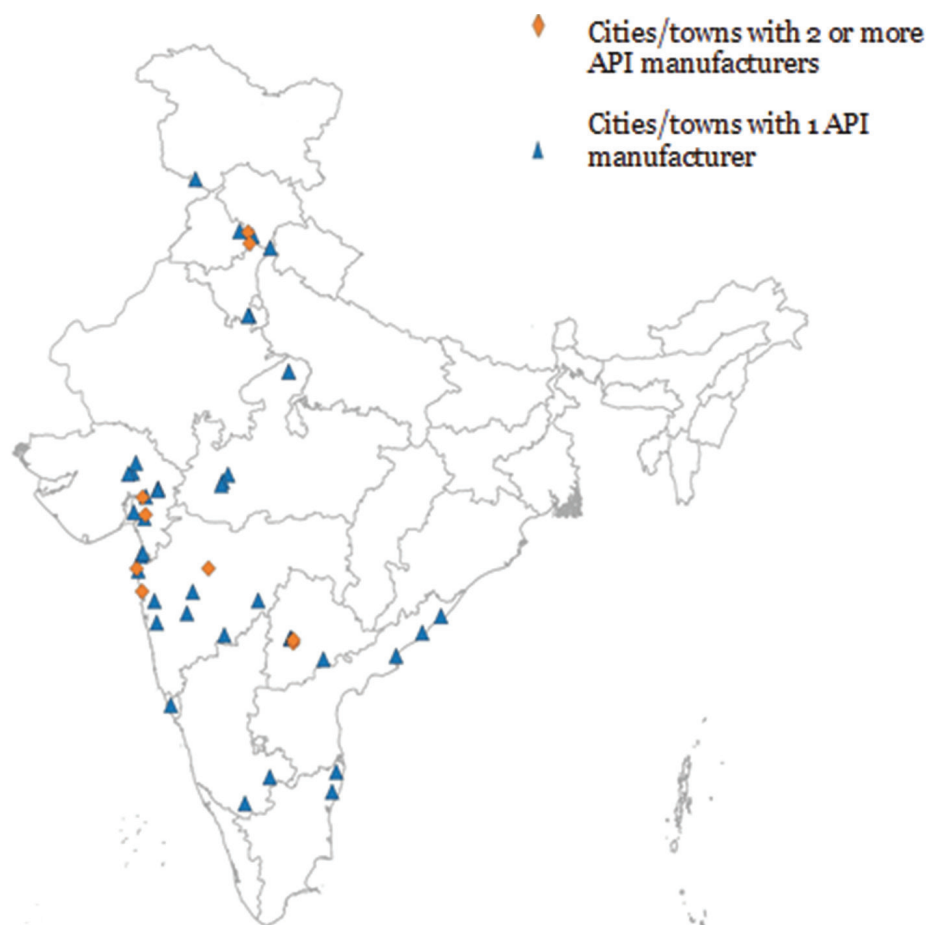 Cities/towns with 2 or more
API manufacturers
Cities/towns with 1 API
manufacturer